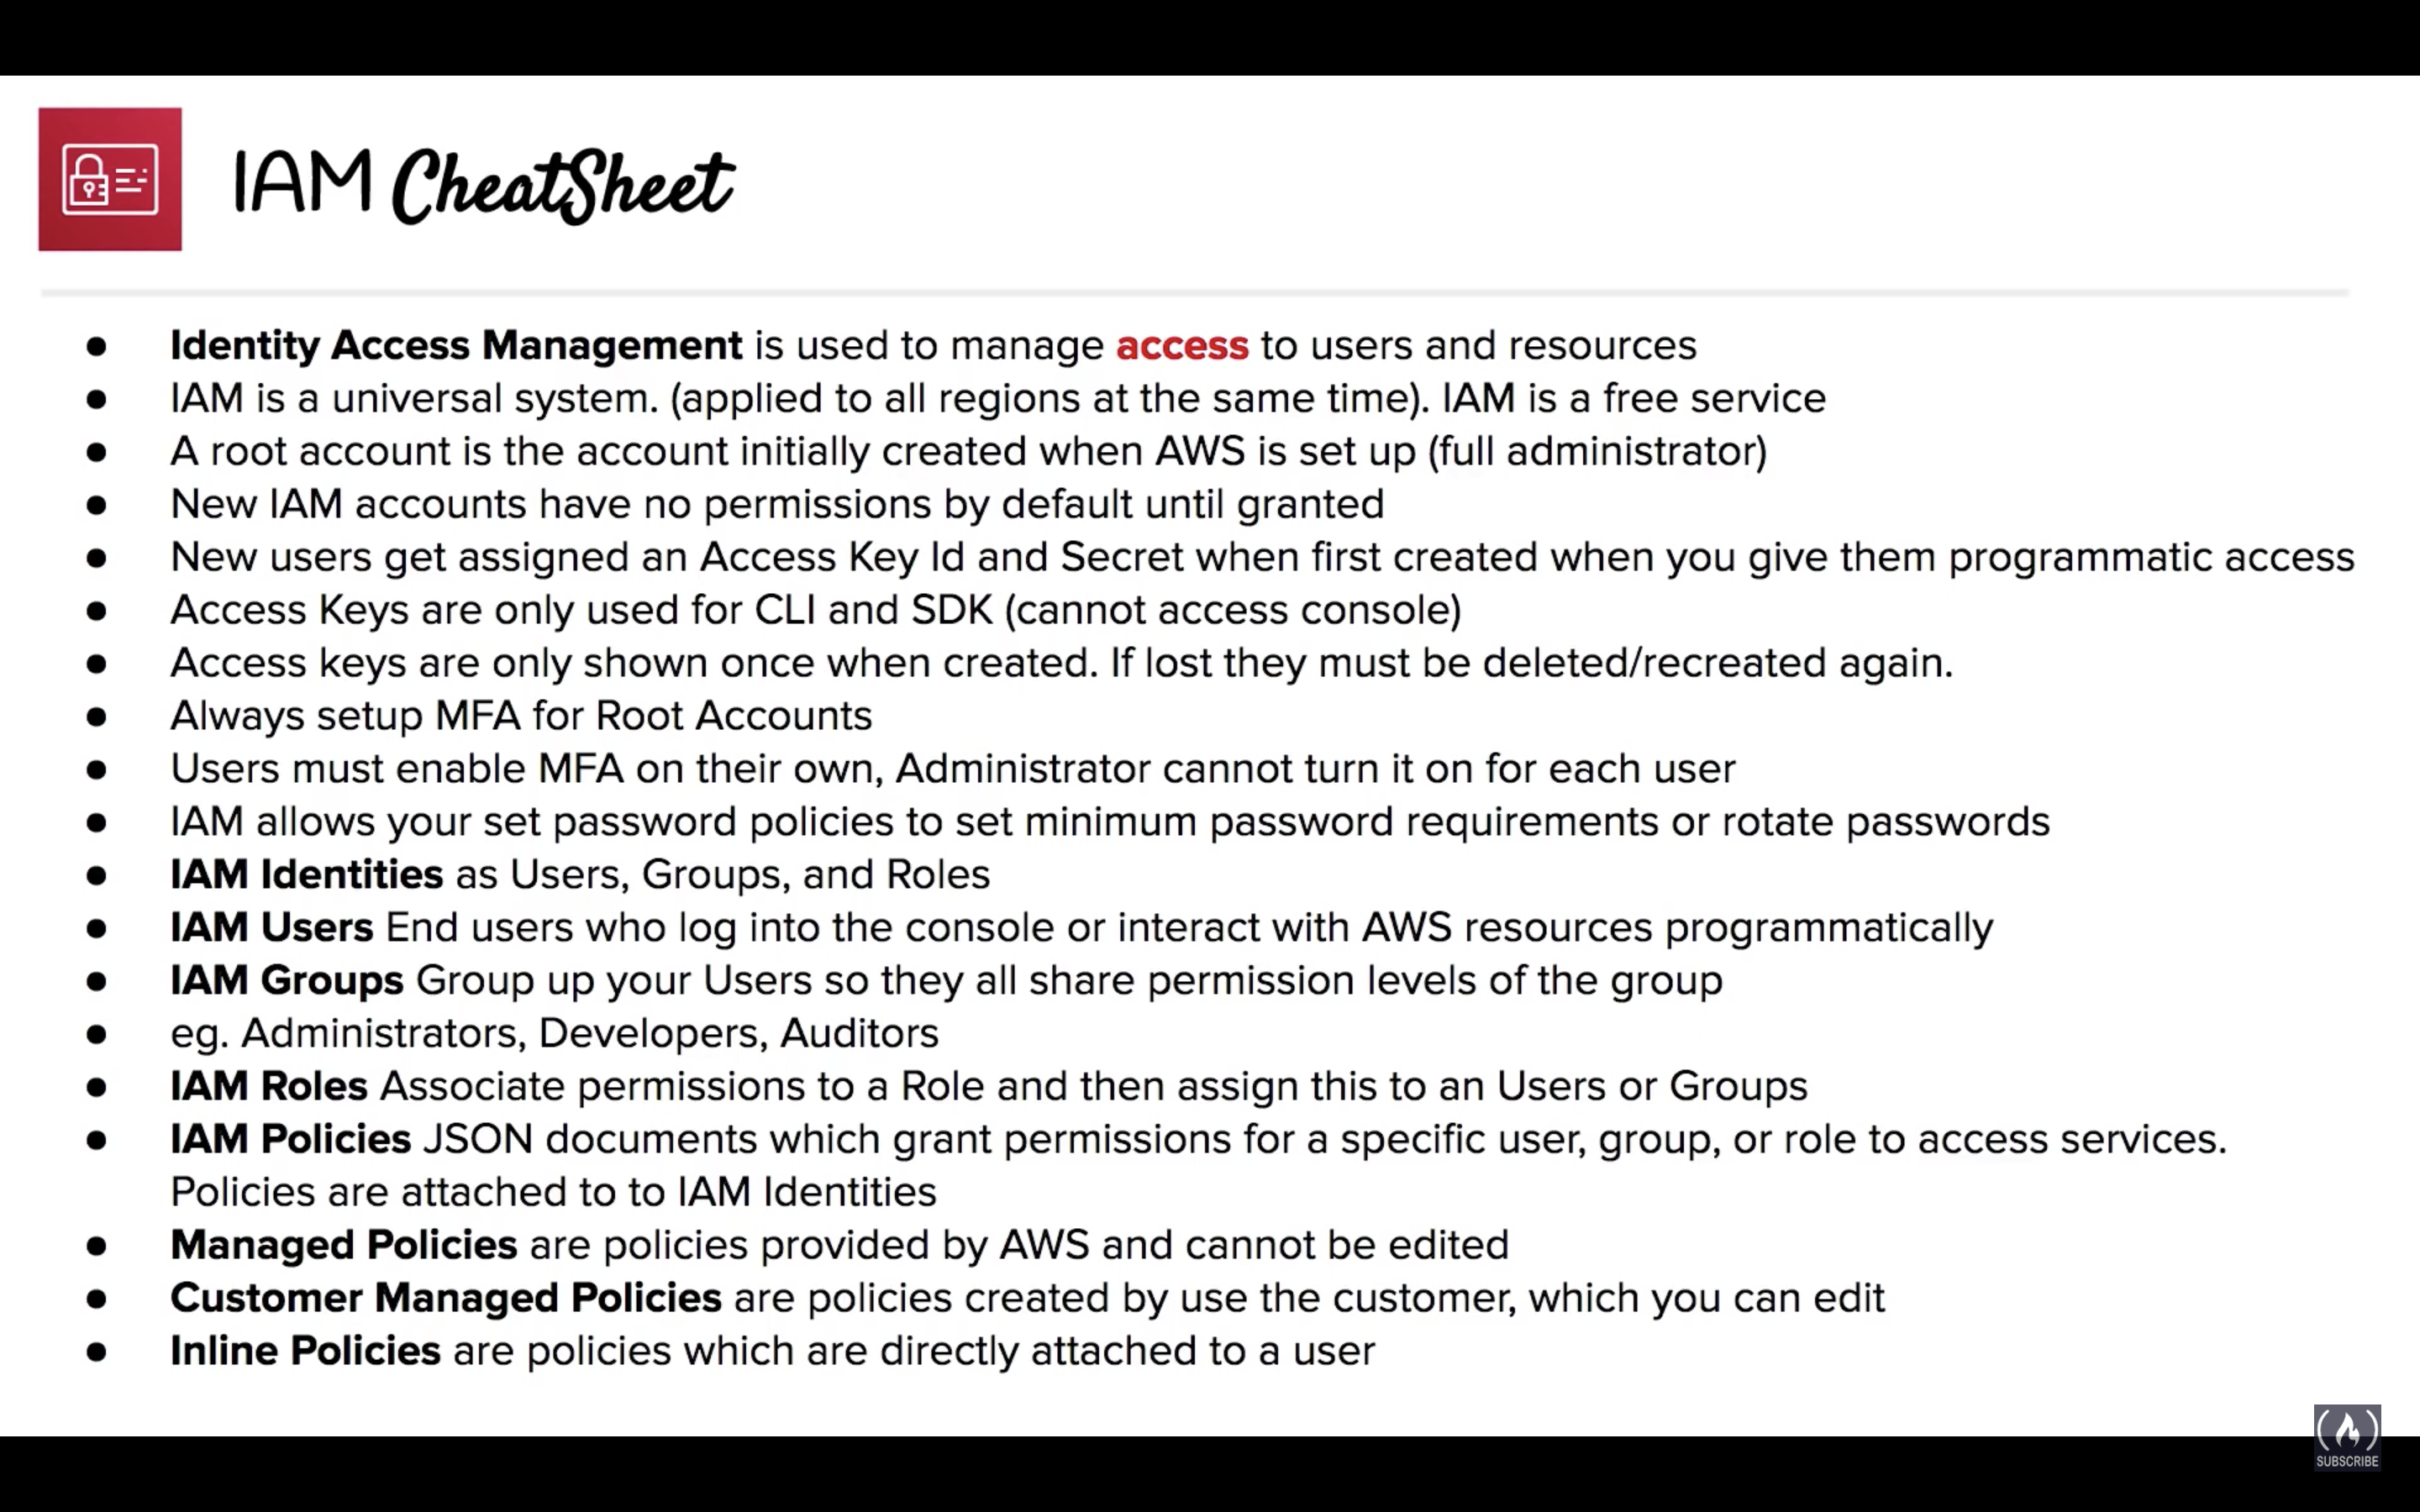 IAM CheatSheet
● Identity Access Management is used to manage access to users and resources
● IAM is a universal system. (applied to all regions at the same time). IAM is a free service
● A root account is the account initially created when AWS is set up (full administrator)
● New IAM accounts have no permissions by default until granted
● New users get assigned an Access Key Id and Secret when first created when you give them programmatic access
● Access Keys are only used for CLI and SDK (cannot access console)
● Access keys are only shown once when created. If lost they must be deleted/recreated again.
● Always setup MFA for Root Accounts
● Users must enable MFA on their own, Administrator cannot turn it on for each user
● IAM allows your set password policies to set minimum password requirements or rotate passwords
● IAM Identities as Users, Groups, and Roles
● IAM Users End users who log into the console or interact with AWS resources programmatically
● IAM Groups Group up your Users so they all share permission levels of the group
● eg. Administrators, Developers, Auditors
● IAM Roles Associate permissions to a Role and then assign this to an Users or Groups
● IAM Policies JSON documents which grant permissions for a specific user, group, or role to access services.
Policies are attached to to IAM Identities
● Managed Policies are policies provided by AWS and cannot be edited
● Customer Managed Policies are policies created by use the customer, which you can edit
● Inline Policies are policies which are directly attached to a user
SUBSCRIBE